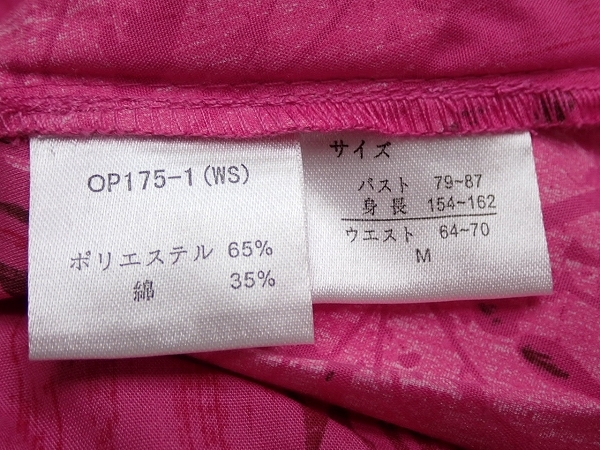 OP175-1(WS)
ポリエステル 65%
綿 35%
サイズ
バスト 79~87
身長 154~162
ウエスト 64~70
M